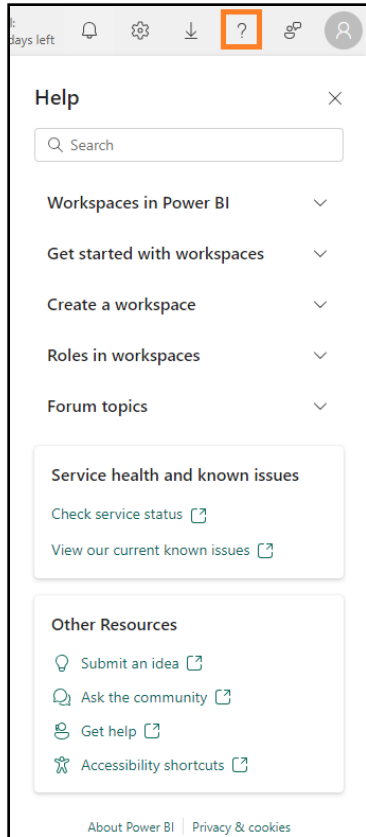 l:
days left
?
Help
Search
Workspaces in Power BI
Get started with workspaces
Create a workspace
Roles in workspaces
Forum topics
Service health and known issues
Check service status
View our current known issues
Other Resources
Submit an idea
Ask the community
Get help
Accessibility shortcuts
About Power BI | Privacy & cookies